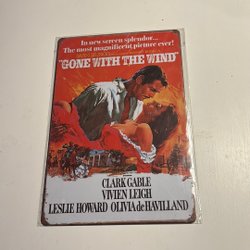 In new screen splendor...
The most magnificent picture ever!
"GONE WITH THE WIND"
CLARK GABLE
VIVIEN LEIGH
LESLIE HOWARD OLIVIA de HAVILLAND